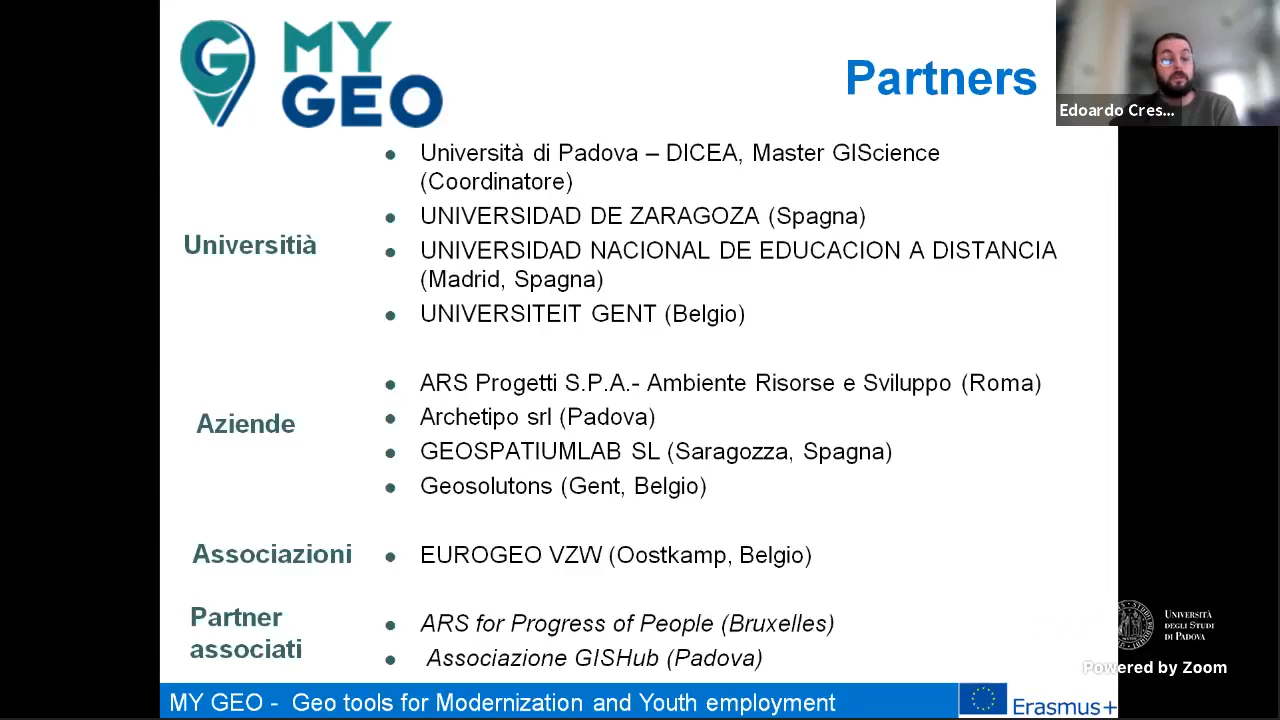 MY
GEO
Partners
Edoardo Cres...
Università di Padova – DICEA, Master GIScience
(Coordinatore)
UNIVERSIDAD DE ZARAGOZA (Spagna)
Universitià
UNIVERSIDAD NACIONAL DE EDUCACION A DISTANCIA
(Madrid, Spagna)
UNIVERSITEIT GENT (Belgio)
ARS Progetti S.P.A.- Ambiente Risorse e Sviluppo (Roma)
Aziende
Archetipo srl (Padova)
GEOSPATIUMLAB SL (Saragozza, Spagna)
Geosolutons (Gent, Belgio)
Associazioni
EUROGEO VZW (Oostkamp, Belgio)
Partner
associati
ARS for Progress of People (Bruxelles)
Associazione GISHub (Padova)
UNIVERSITÀ
DEGLI STUDI
DI PADOVA
Powered by Zoom
MY GEO - Geo tools for Modernization and Youth employment
Erasmus+